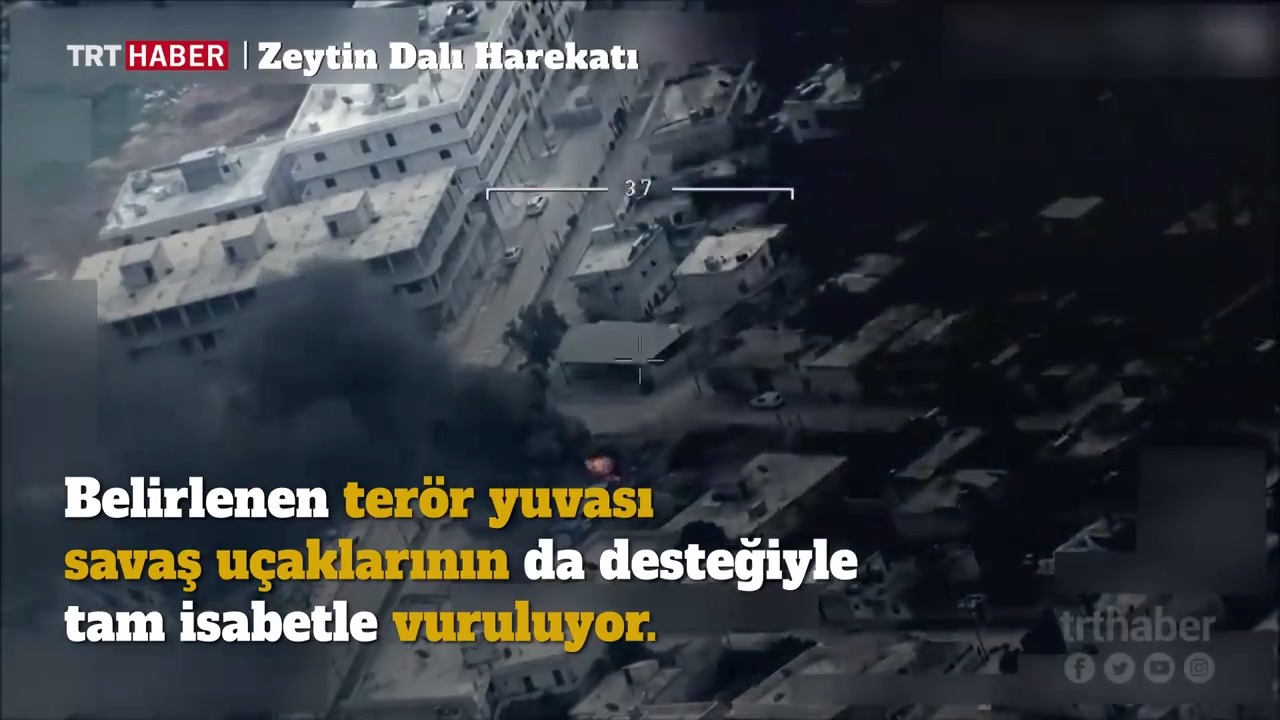 TRT HABER | Zeytin Dalı Harekatı
37
Belirlenen terör yuvası
savaş uçaklarının da desteğiyle
tam isabetle vuruluyor.
trthaber